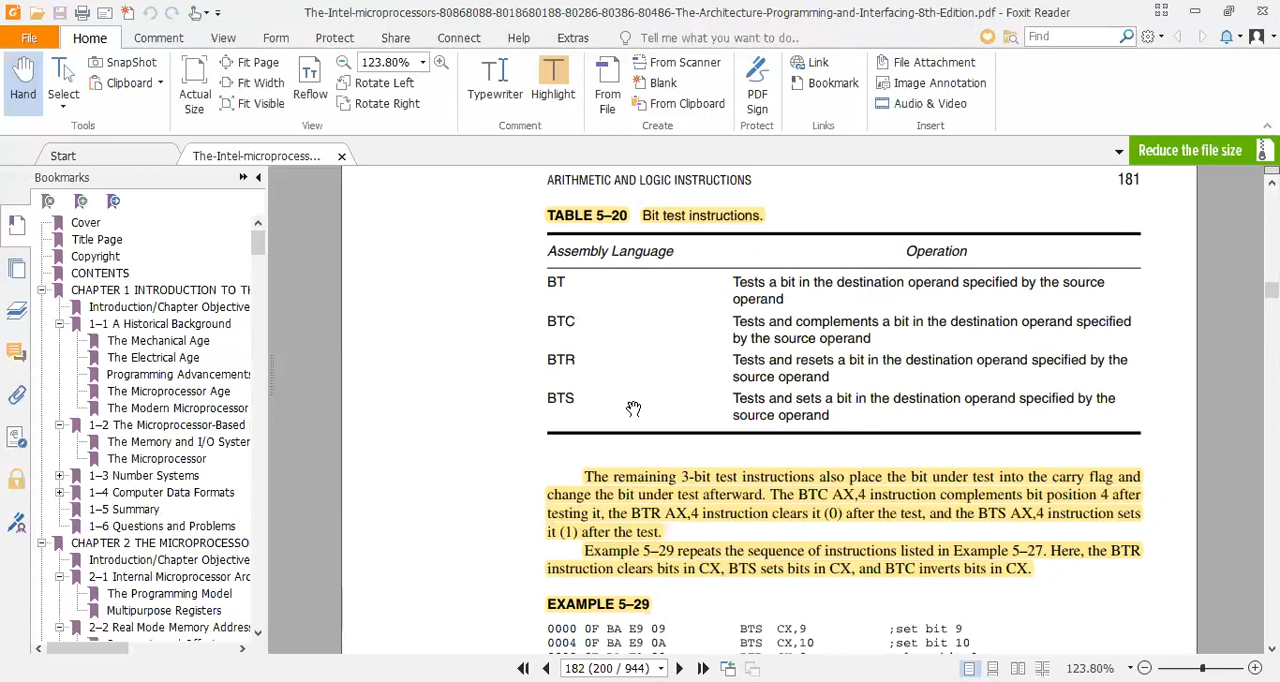 The-Intel-microprocessors-80868088-8018680188-80286-80386-80486-The-Architecture-Programming-and-Interfacing-8th-Edition.pdf - Foxit Reader
File Home Comment View Form Protect Share Connect Help Extras Tell me what you want to do.. Find
Hand
Select
SnapShot
Clipboard
Tools
Actual Size
Fit Page
Fit Width
Fit Visible
Reflow
123.80%
Rotate Left
Rotate Right
View
Typewriter
Highlight
Comment
From File
From Scanner
Blank
From Clipboard
Create
PDF Sign
Protect
Link
Bookmark
Links
File Attachment
Image Annotation
Audio & Video
Insert
Start
The-Intel-microprocess...
Reduce the file size
Bookmarks
Cover
Title Page
Copyright
CONTENTS
CHAPTER 1 INTRODUCTION TO TH
Introduction/Chapter Objective
1–1 A Historical Background
The Mechanical Age
The Electrical Age
Programming Advancements
The Microprocessor Age
The Modern Microprocessor
1–2 The Microprocessor-Based
The Memory and I/O System
The Microprocessor
1–3 Number Systems
1–4 Computer Data Formats
1–5 Summary
1–6 Questions and Problems
CHAPTER 2 THE MICROPROCESSO
Introduction/Chapter Objective
2–1 Internal Microprocessor Arc
The Programming Model
Multipurpose Registers
2–2 Real Mode Memory Address
ARITHMETIC AND LOGIC INSTRUCTIONS 181
TABLE 5–20 Bit test instructions.
Assembly Language Operation
BT Tests a bit in the destination operand specified by the source
operand
BTC Tests and complements a bit in the destination operand specified
by the source operand
BTR Tests and resets a bit in the destination operand specified by the
source operand
BTS Tests and sets a bit in the destination operand specified by the
source operand
The remaining 3-bit test instructions also place the bit under test into the carry flag and
change the bit under test afterward. The BTC AX,4 instruction complements bit position 4 after
testing it, the BTR AX,4 instruction clears it (0) after the test, and the BTS AX,4 instruction sets
it (1) after the test.
Example 5–29 repeats the sequence of instructions listed in Example 5–27. Here, the BTR
instruction clears bits in CX, BTS sets bits in CX, and BTC inverts bits in CX.
EXAMPLE 5–29
0000 0F BA E9 09 BTS CX,9 ;set bit 9
0004 0F BA E9 0A BTS CX,10 ;set bit 10
182 (200 / 944)
123.80%